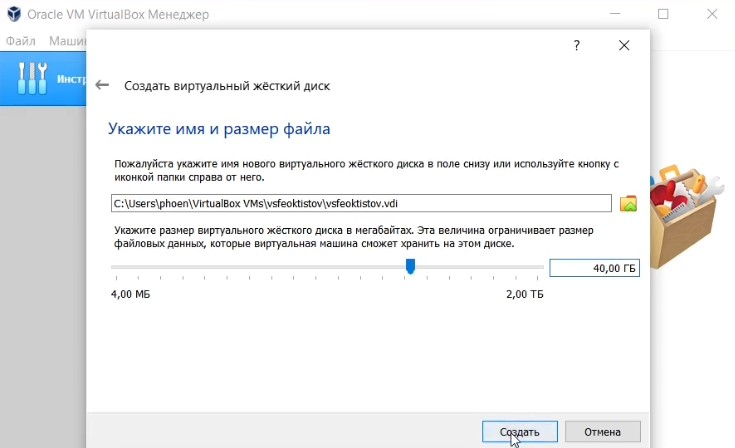 Oracle VM VirtualBox Менеджер
Файл
?
Создать виртуальный жёсткий диск
Укажите имя и размер файла
Пожалуйста укажите имя нового виртуального жёсткого диска в поле снизу или используйте кнопку с
иконкой папки справа от него.
C:\Users\phoen\VirtualBox VMs\vsfeoktistov\vsfeoktistov.vdi
Укажите размер виртуального жёсткого диска в мегабайтах. Эта величина ограничивает размер
файловых данных, которые виртуальная машина сможет хранить на этом диске.
40,00 ГБ
4,00 МБ 2,00 ТБ
Создать Отмена